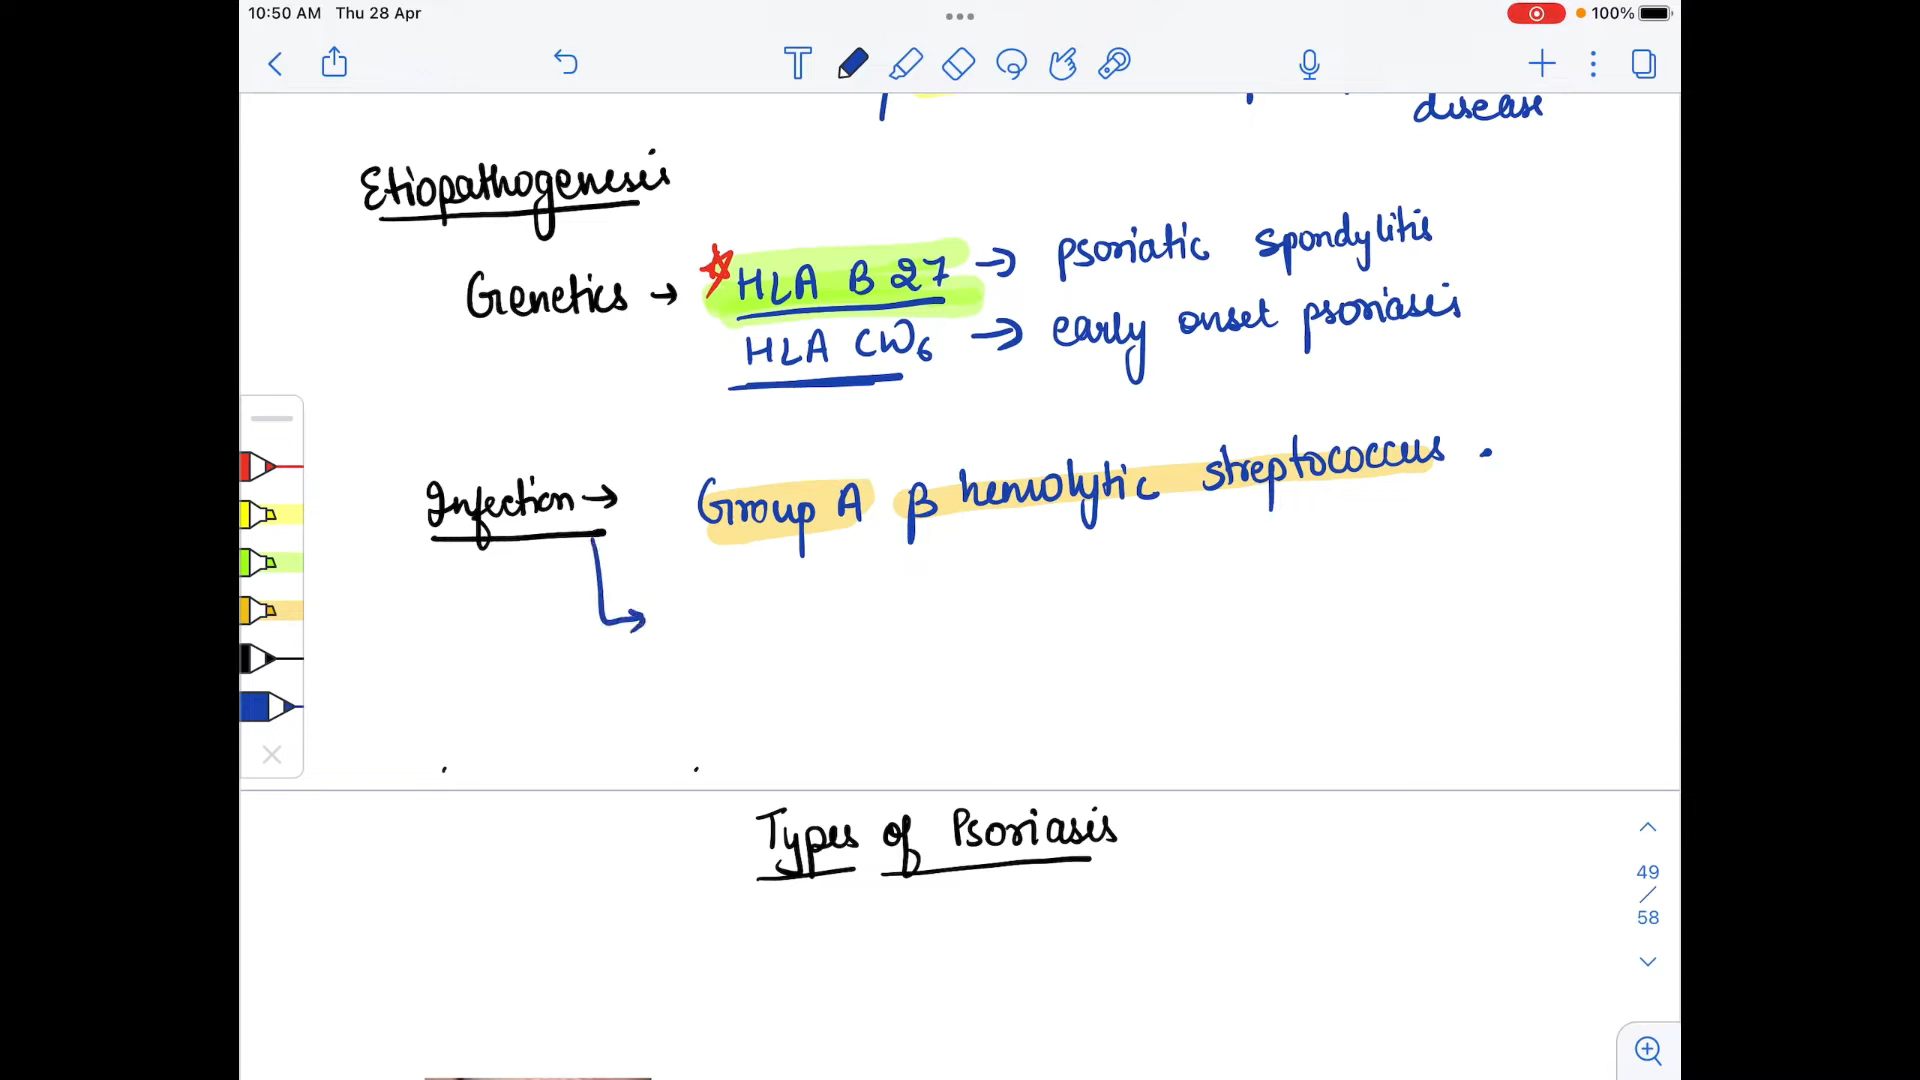 10:50 AM Thu 28 Apr
100%
disease
Etiopathogenesis
Genetics → HLA B 27 → psoriatic spondylitis
HLA CW6 → early onset psoriasis
Infection → Group A β hemolytic streptococcus .
Types of Psoriasis
49
/
58